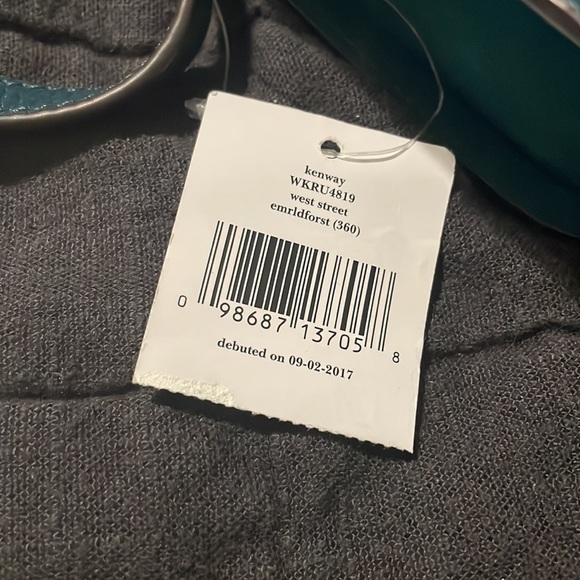 kenway
WKRU4819
west street
emrldforst (360)
0 98687 13705 8
debuted on 09-02-2017